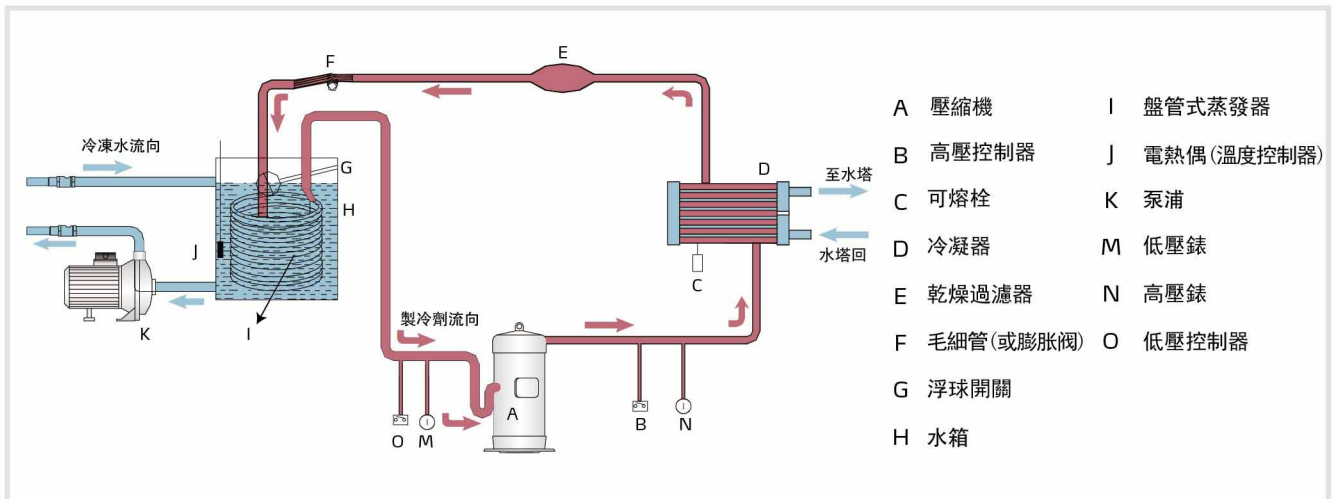 F
E
冷凍水流向
G
H
J
I
K
製冷劑流向
D
至水塔
水塔回
C
A
O M
B
N
A 壓縮機
B 高壓控制器
C 可熔栓
D 冷凝器
E 乾燥過濾器
F 毛細管(或膨胀阀)
G 浮球開關
H 水箱
I 盤管式蒸發器
J 電熱偶(溫度控制器)
K 泵浦
M 低壓錶
N 高壓錶
O 低壓控制器